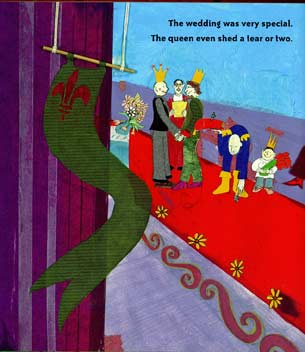 The wedding was very special.
The queen even shed a tear or two.